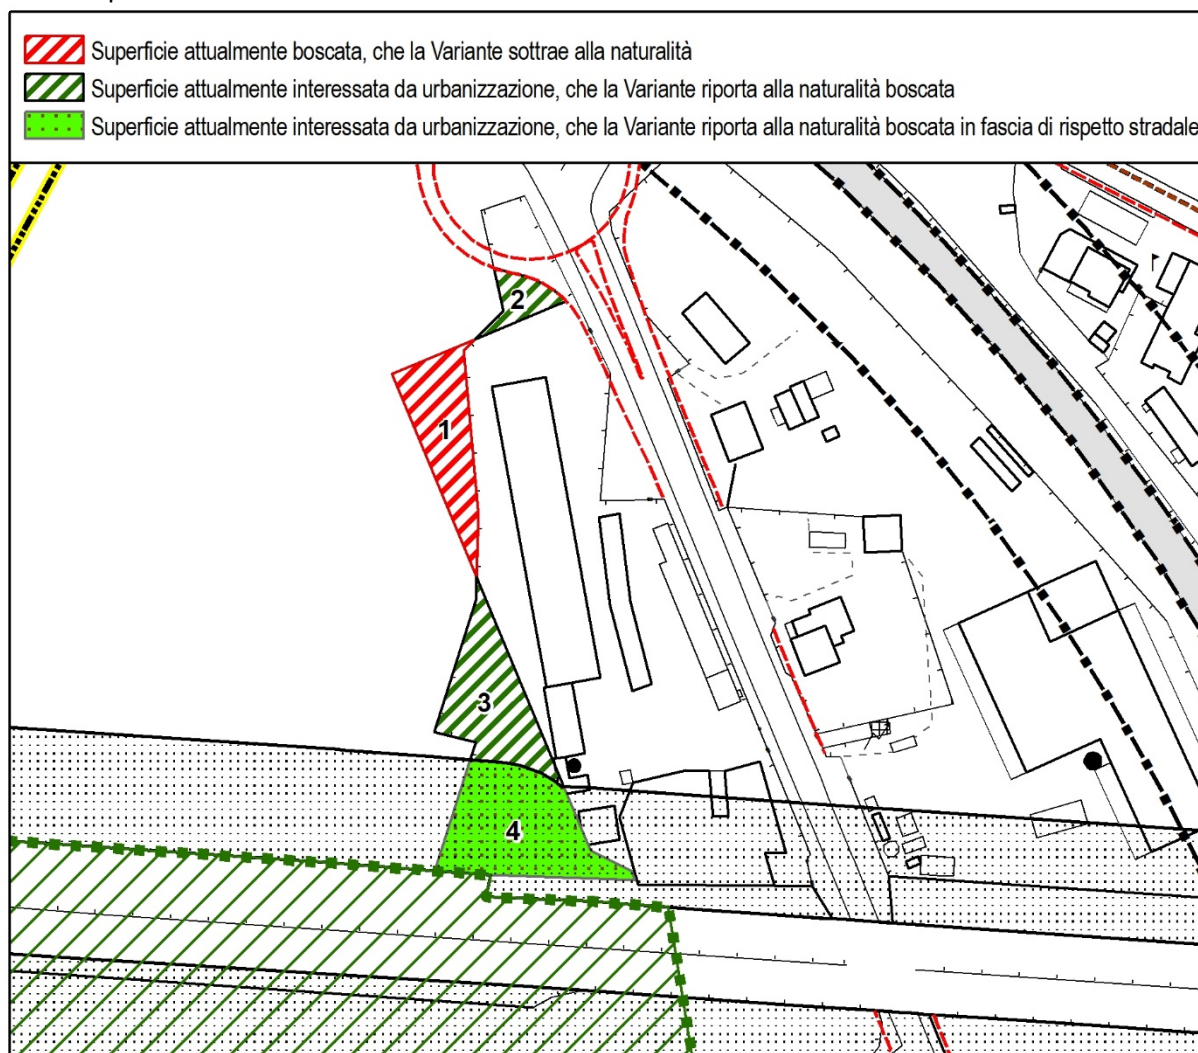 Superficie attualmente boscata, che la Variante sottrae alla naturalità
Superficie attualmente interessata da urbanizzazione, che la Variante riporta alla naturalità boscata
Superficie attualmente interessata da urbanizzazione, che la Variante riporta alla naturalità boscata in fascia di rispetto stradale
2
1
3
4